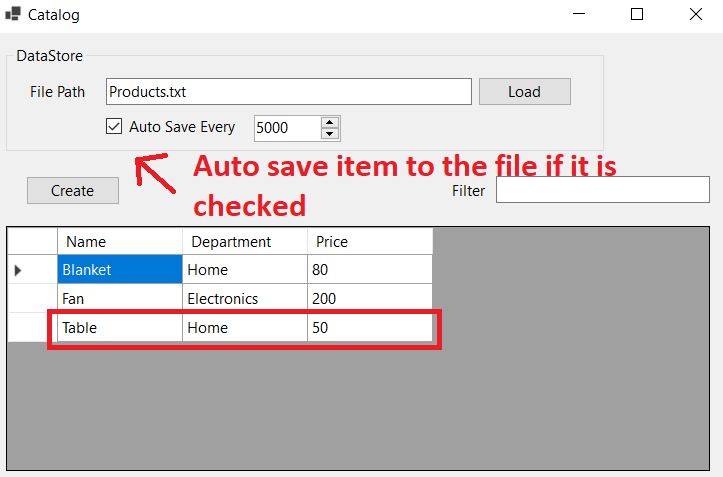 Catalog
DataStore
File Path Products.txt Load
Auto Save Every 5000
Auto save item to the file if it is
checked
Create Filter
Name Department Price
Blanket Home 80
Fan Electronics 200
Table Home 50